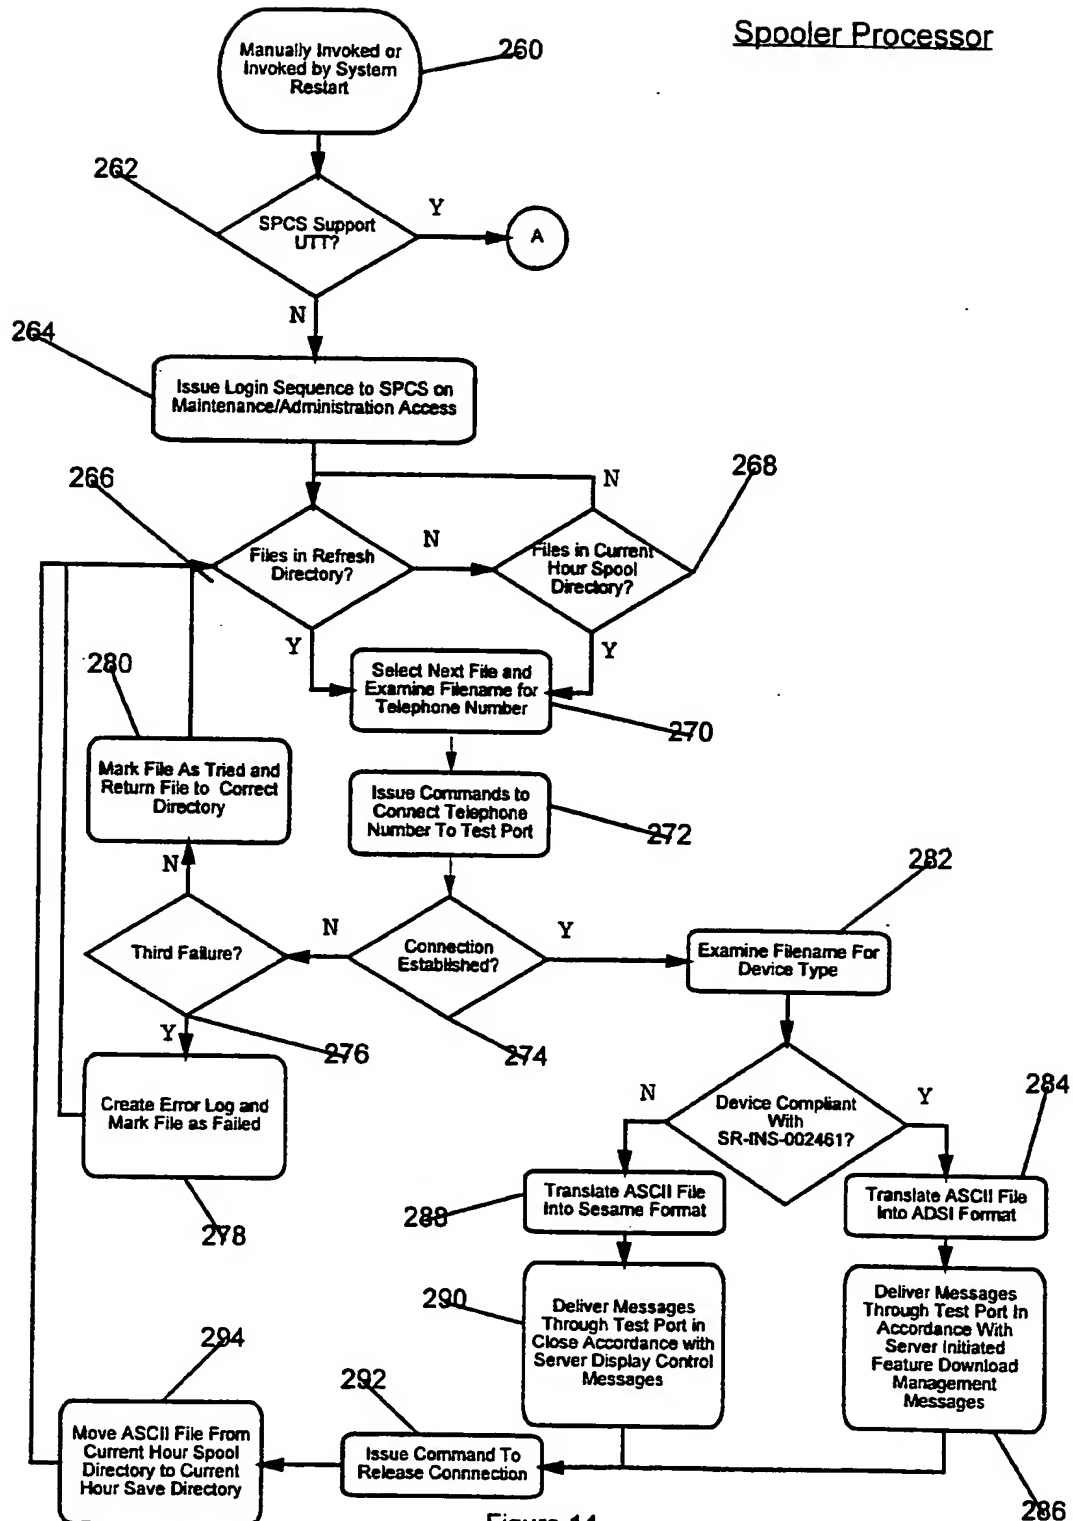 Spooler Processor
Manually Invoked or
Invoked by System
Restart
260
262
SPCS Support
UTT?
Y
A
N
264
Issue Login Sequence to SPCS on
Maintenance/Administration Access
266
N
268
Files in Refresh
Directory?
N
Files in Current
Hour Spool
Directory?
Y
Y
280
Select Next File and
Examine Filename for
Telephone Number
270
Mark File As Tried and
Return File to Correct
Directory
Issue Commands to
Connect Telephone
Number To Test Port
272
N
282
Third Failure?
N
Connection
Established?
Y
Examine Filename For
Device Type
Y
276
274
Create Error Log and
Mark File as Failed
278
N
Device Compliant
With
SR-INS-002461?
Y
284
288
Translate ASCII File
Into Sesame Format
Translate ASCII File
Into ADSI Format
290
Deliver Messages
Through Test Port in
Close Accordance with
Server Display Control
Messages
Deliver Messages
Through Test Port In
Accordance With
Server Initiated
Feature Download
Management
Messages
294
292
Move ASCII File From
Current Hour Spool
Directory to Current
Hour Save Directory
Issue Command To
Release Connnection
286